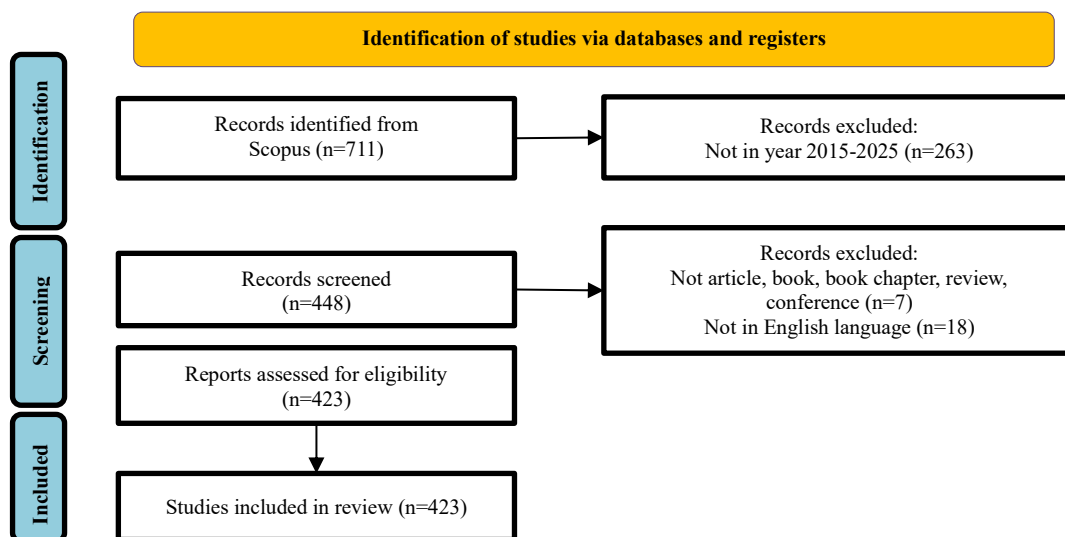 Identification of studies via databases and registers
Identification
Records identified from
Scopus (n=711)
Records excluded:
Not in year 2015-2025 (n=263)
Screening
Records screened
(n=448)
Records excluded:
Not article, book, book chapter, review,
conference (n=7)
Not in English language (n=18)
Reports assessed for eligibility
(n=423)
Included
Studies included in review (n=423)